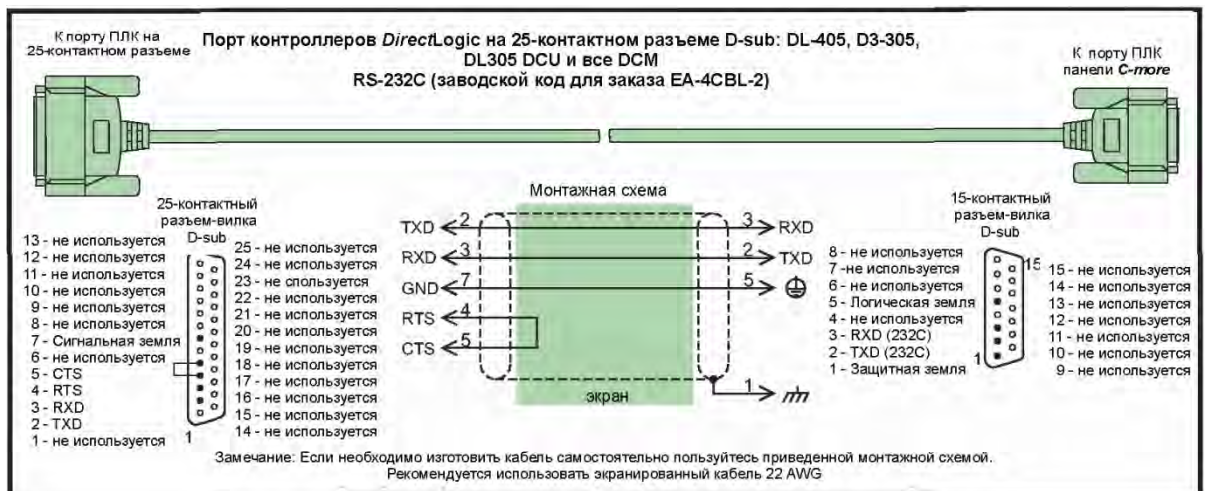 К порту ПЛК на
25-контактном разъеме
Порт контроллеров DirectLogic на 25-контактном разъеме D-sub: DL-405, D3-305,
DL305 DCU и все DCM
RS-232C (заводской код для заказа EA-4CBL-2)
К порту ПЛК
панели C-more
25-контактный
разъем-вилка
D-sub
13 - не используется
12 - не используется
11 - не используется
10 - не используется
9 - не используется
8 - не используется
7 - Сигнальная земля
6 - не используется
5 - CTS
4 - RTS
3 - RXD
2 - TXD
1 - не используется
1
25 - не используется
24 - не используется
23 - не спользуется
22 - не используется
21 - не используется
20 - не используется
19 - не используется
18 - не используется
17 - не используется
16 - не используется
15 - не используется
14 - не используется
Монтажная схема
TXD 2 3 RXD
RXD 3 2 TXD
GND 7 5
RTS 4
CTS 5
1
экран
15-контактный
разъем-вилка
D-sub
8 - не используется
7 -не используется
6 - не используется
5 - Логическая земля
4 - не используется
3 - RXD (232C)
2 - TXD (232C)
1 - Защитная земля
15
1
15 - не используется
14 - не используется
13 - не используется
12 - не используется
11 - не используется
10 - не используется
9 - не используется
Замечание: Если необходимо изготовить кабель самостоятельно пользуйтесь приведенной монтажной схемой.
Рекомендуется использовать экранированный кабель 22 AWG